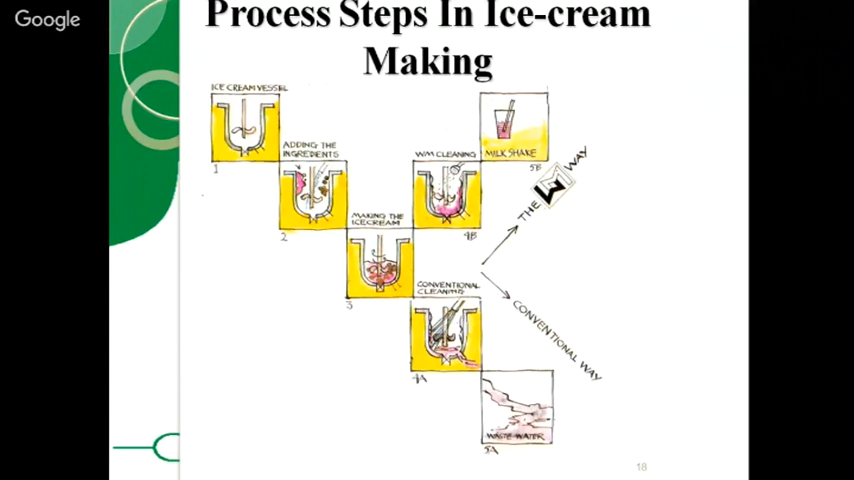 Google
Process Steps In Ice-cream
Making
ICE CREAM VESSEL
1
ADDING THE
INGREDIENTS
2
MAKING THE
ICECREAM
3
WM CLEANING
4B
MILK SHAKE
5B
THE WM WAY
CONVENTIONAL
CLEANING
4A
CONVENTIONAL WAY
WASTE WATER
5A
18